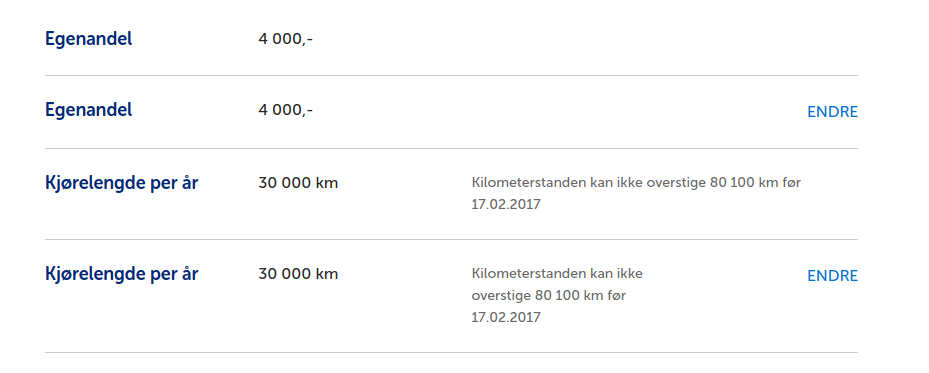 Egenandel 4 000,-
Egenandel 4 000,- ENDRE
Kjørelengde per år 30 000 km Kilometerstanden kan ikke overstige 80 100 km før
17.02.2017
Kjørelengde per år 30 000 km Kilometerstanden kan ikke ENDRE
overstige 80 100 km før
17.02.2017